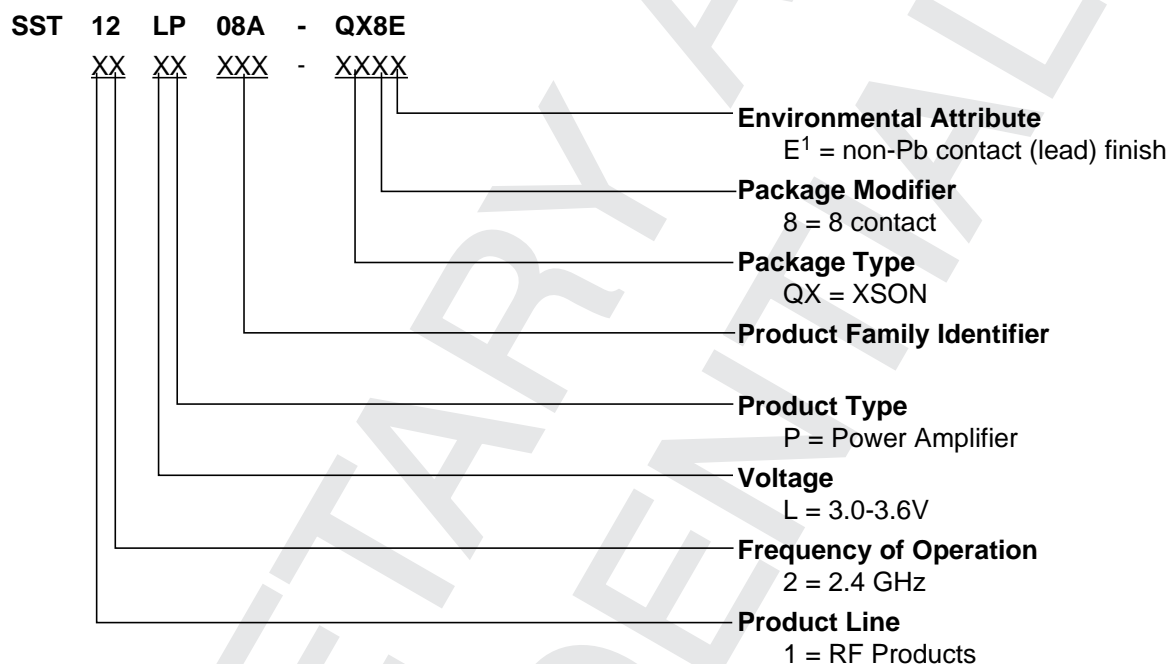 SST 12 LP 08A - QX8E
XX XX XXX - XXXX
Environmental Attribute
E1 = non-Pb contact (lead) finish
Package Modifier
8 = 8 contact
Package Type
QX = XSON
Product Family Identifier
Product Type
P = Power Amplifier
Voltage
L = 3.0-3.6V
Frequency of Operation
2 = 2.4 GHz
Product Line
1 = RF Products